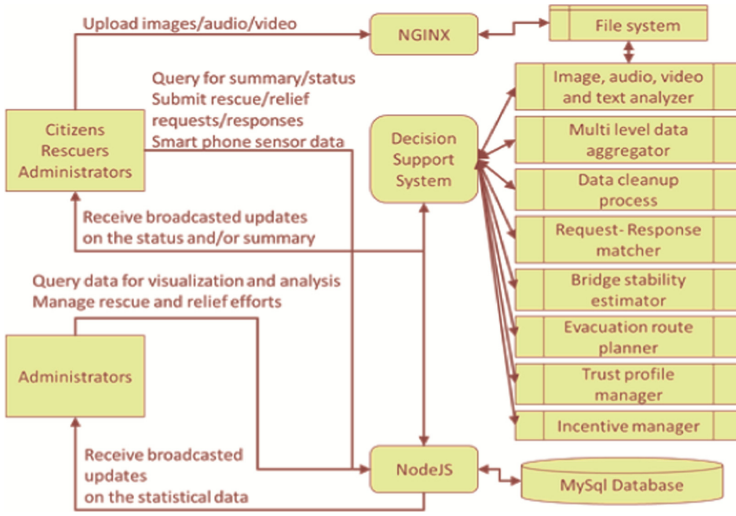 Upload images/audio/video
NGINX
File system
Query for summary/status
Submit rescue/relief
requests/responses
Smart phone sensor data
Image, audio, video
and text analyzer
Citizens
Rescuers
Administrators
Decision
Support
System
Multi level data
aggregator
Data cleanup
process
Receive broadcasted updates
on the status and/or summary
Request- Response
matcher
Query data for visualization and analysis
Manage rescue and relief efforts
Bridge stability
estimator
Evacuation route
planner
Administrators
Trust profile
manager
Incentive manager
Receive broadcasted
updates
on the statistical data
NodeJS
MySql Database